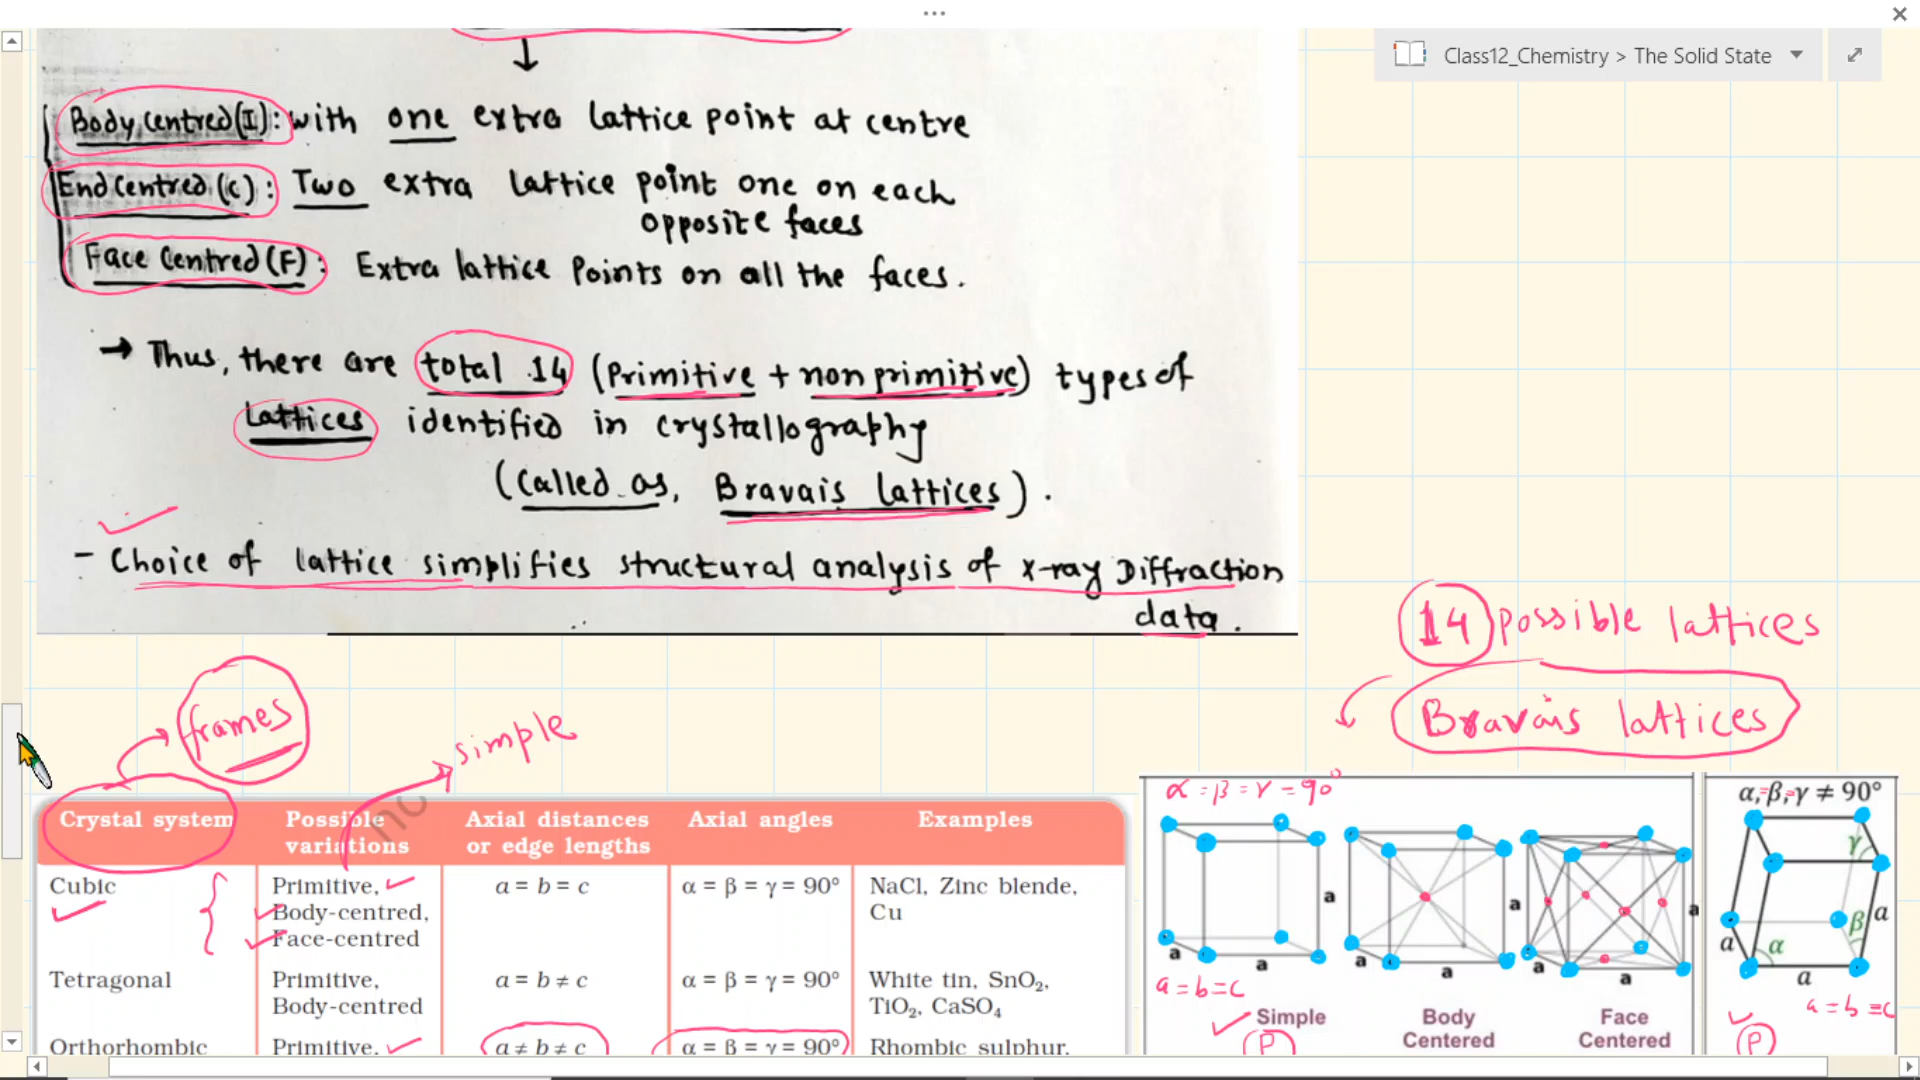 ...
Class12_Chemistry > The Solid State
Body centred (I): with one extra lattice point at centre
End centred (C): Two extra lattice point one on each
opposite faces
Face centred (F): Extra lattice Points on all the faces.
→ Thus, there are total 14 (Primitive + non primitive) types of
lattices identified in crystallography
(called as, Bravais lattices).
- Choice of lattice simplifies structural analysis of x-ray Diffraction
data.
14 possible lattices
Bravais lattices
frames
simple
Crystal system
Possible
variations
Axial distances
or edge lengths
Axial angles
Examples
Cubic
Primitive,
Body-centred,
Face-centred
a = b = c
α = β = γ = 90°
NaCl, Zinc blende,
Cu
Tetragonal
Primitive,
Body-centred
a = b ≠ c
α = β = γ = 90°
White tin, SnO₂,
TiO₂, CaSO₄
Orthorhombic
Primitive,
a ≠ b ≠ c
α = β = γ = 90°
Rhombic sulphur,
α = β = γ = 90°
a
a
a
a
a
a
a
a
a
a = b = c
Simple
P
Body
Centered
Face
Centered
α, β, γ ≠ 90°
γ
β
a
a
α
a
a = b = c
P